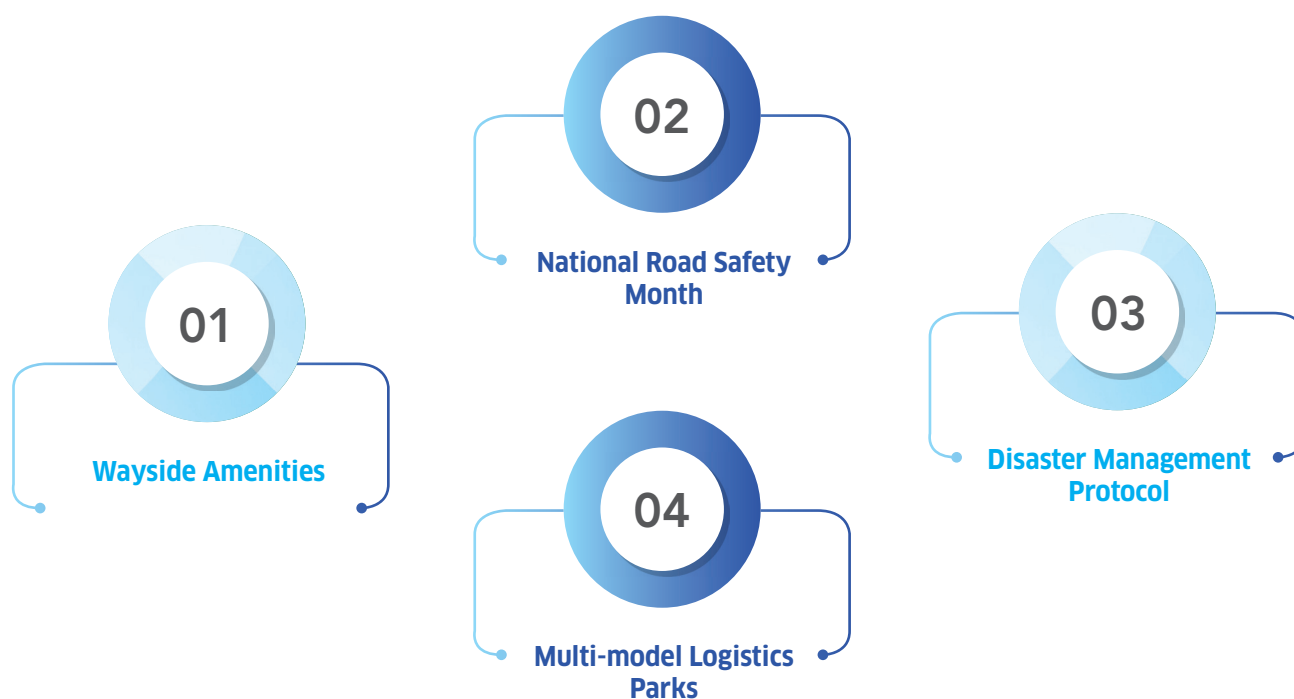 01
Wayside Amenities
02
National Road Safety
Month
03
Disaster Management
Protocol
04
Multi-model Logistics
Parks